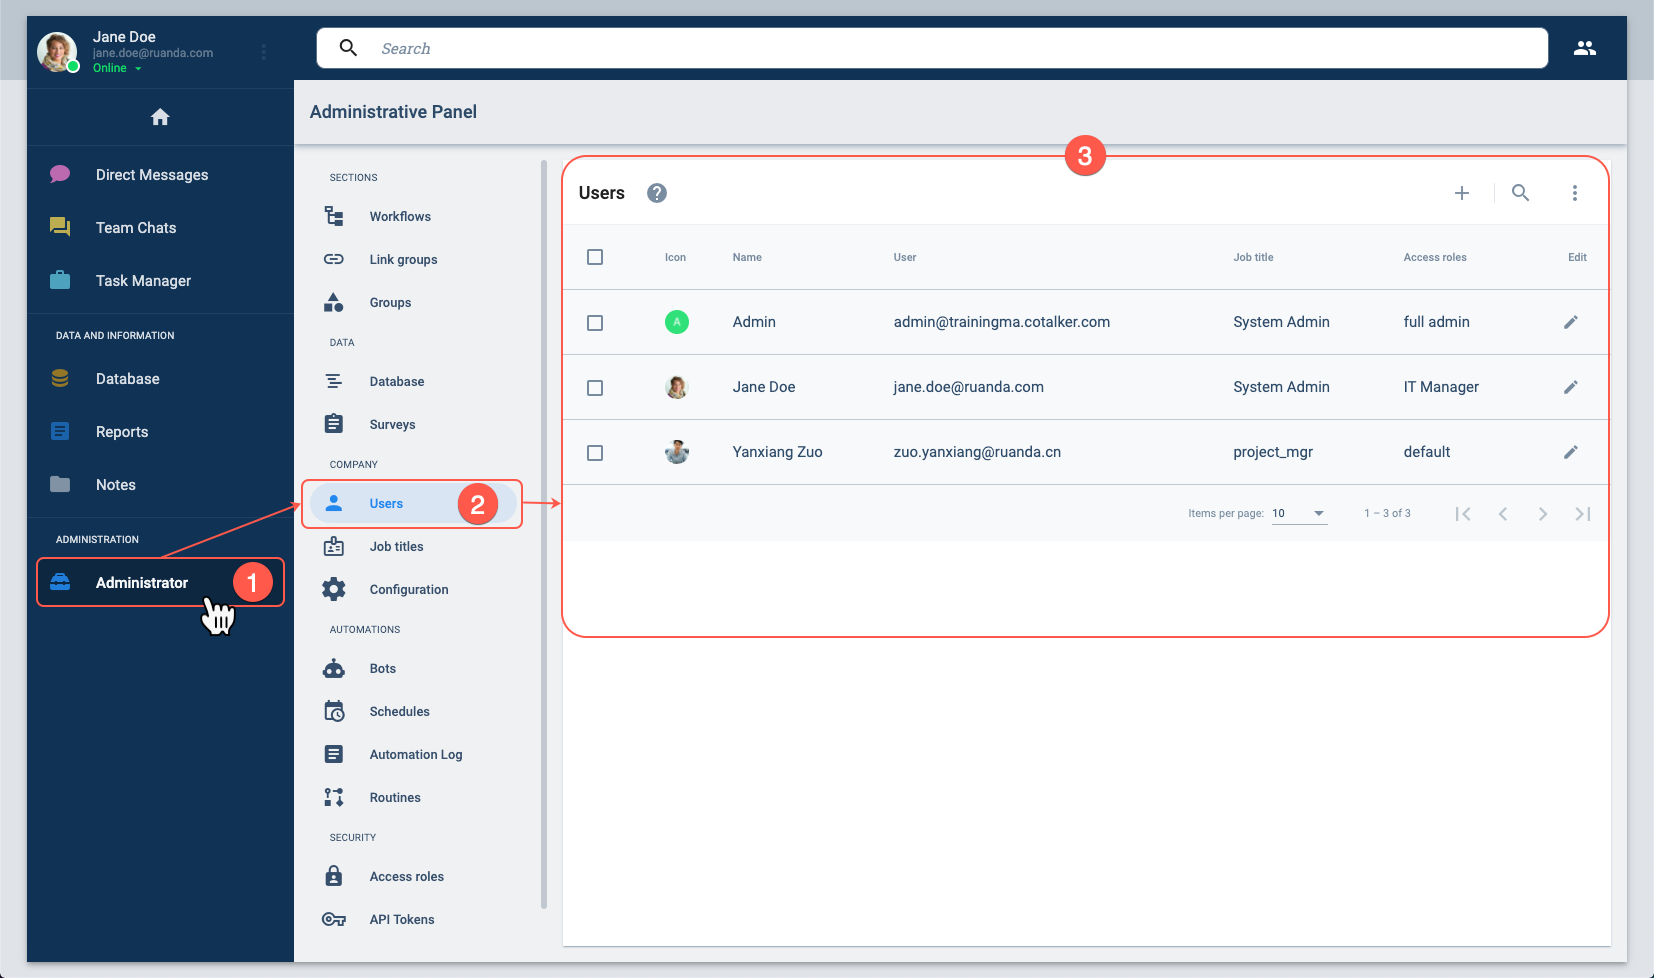 Jane Doe
jane.doe@ruanda.com
Online
Search
Administrative Panel
Direct Messages
Team Chats
Task Manager
DATA AND INFORMATION
Database
Reports
Notes
ADMINISTRATION
Administrator 1
SECTIONS
Workflows
Link groups
Groups
DATA
Database
Surveys
COMPANY
Users 2
Job titles
Configuration
AUTOMATIONS
Bots
Schedules
Automation Log
Routines
SECURITY
Access roles
API Tokens
3
Users ?
Icon Name User Job title Access roles Edit
A Admin admin@trainingma.cotalker.com System Admin full admin
Jane Doe jane.doe@ruanda.com System Admin IT Manager
Yanxiang Zuo zuo.yanxiang@ruanda.cn project_mgr default
Items per page: 10 1 – 3 of 3